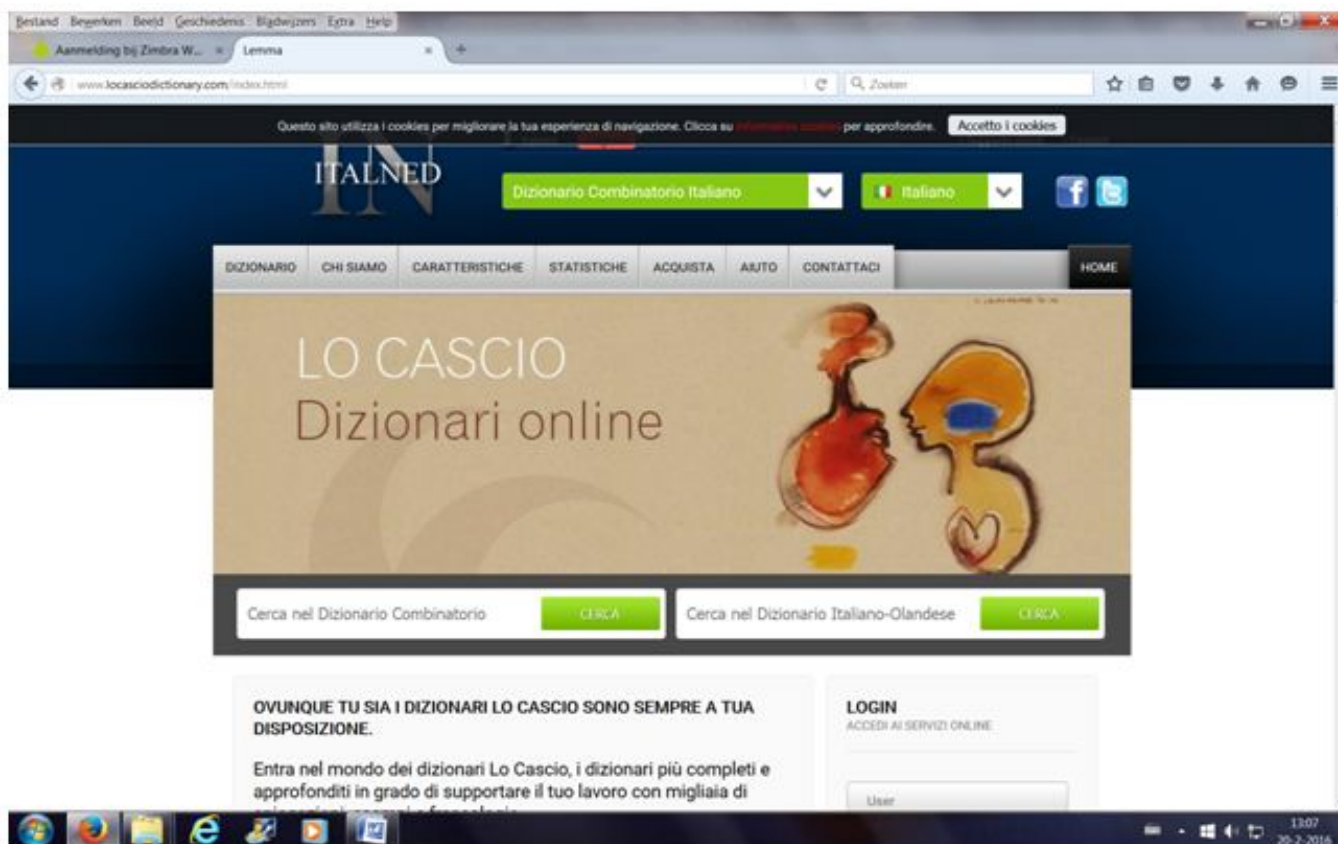 Bestand Bewerken Beeld Geschiedenis Bladwijzers Extra Help
Aanmelding bij Zimbra W...
Lemma
www.locasciodictionary.com/index.html
Zoeken
Questo sito utilizza i cookies per migliorare la tua esperienza di navigazione. Clicca su informativa cookies per approfondire.
Accetto i cookies
IN
ITALNED
Dizionario Combinatorio Italiano
Italiano
DIZIONARIO CHI SIAMO CARATTERISTICHE STATISTICHE ACQUISTA AIUTO CONTATTACI HOME
LO CASCIO
Dizionari online
Cerca nel Dizionario Combinatorio CERCA
Cerca nel Dizionario Italiano-Olandese CERCA
OVUNQUE TU SIA I DIZIONARI LO CASCIO SONO SEMPRE A TUA
DISPOSIZIONE.
Entra nel mondo dei dizionari Lo Cascio, i dizionari più completi e
approfonditi in grado di supportare il tuo lavoro con migliaia di
LOGIN
ACCEDI AI SERVIZI ONLINE
User
13:07
20-2-2016